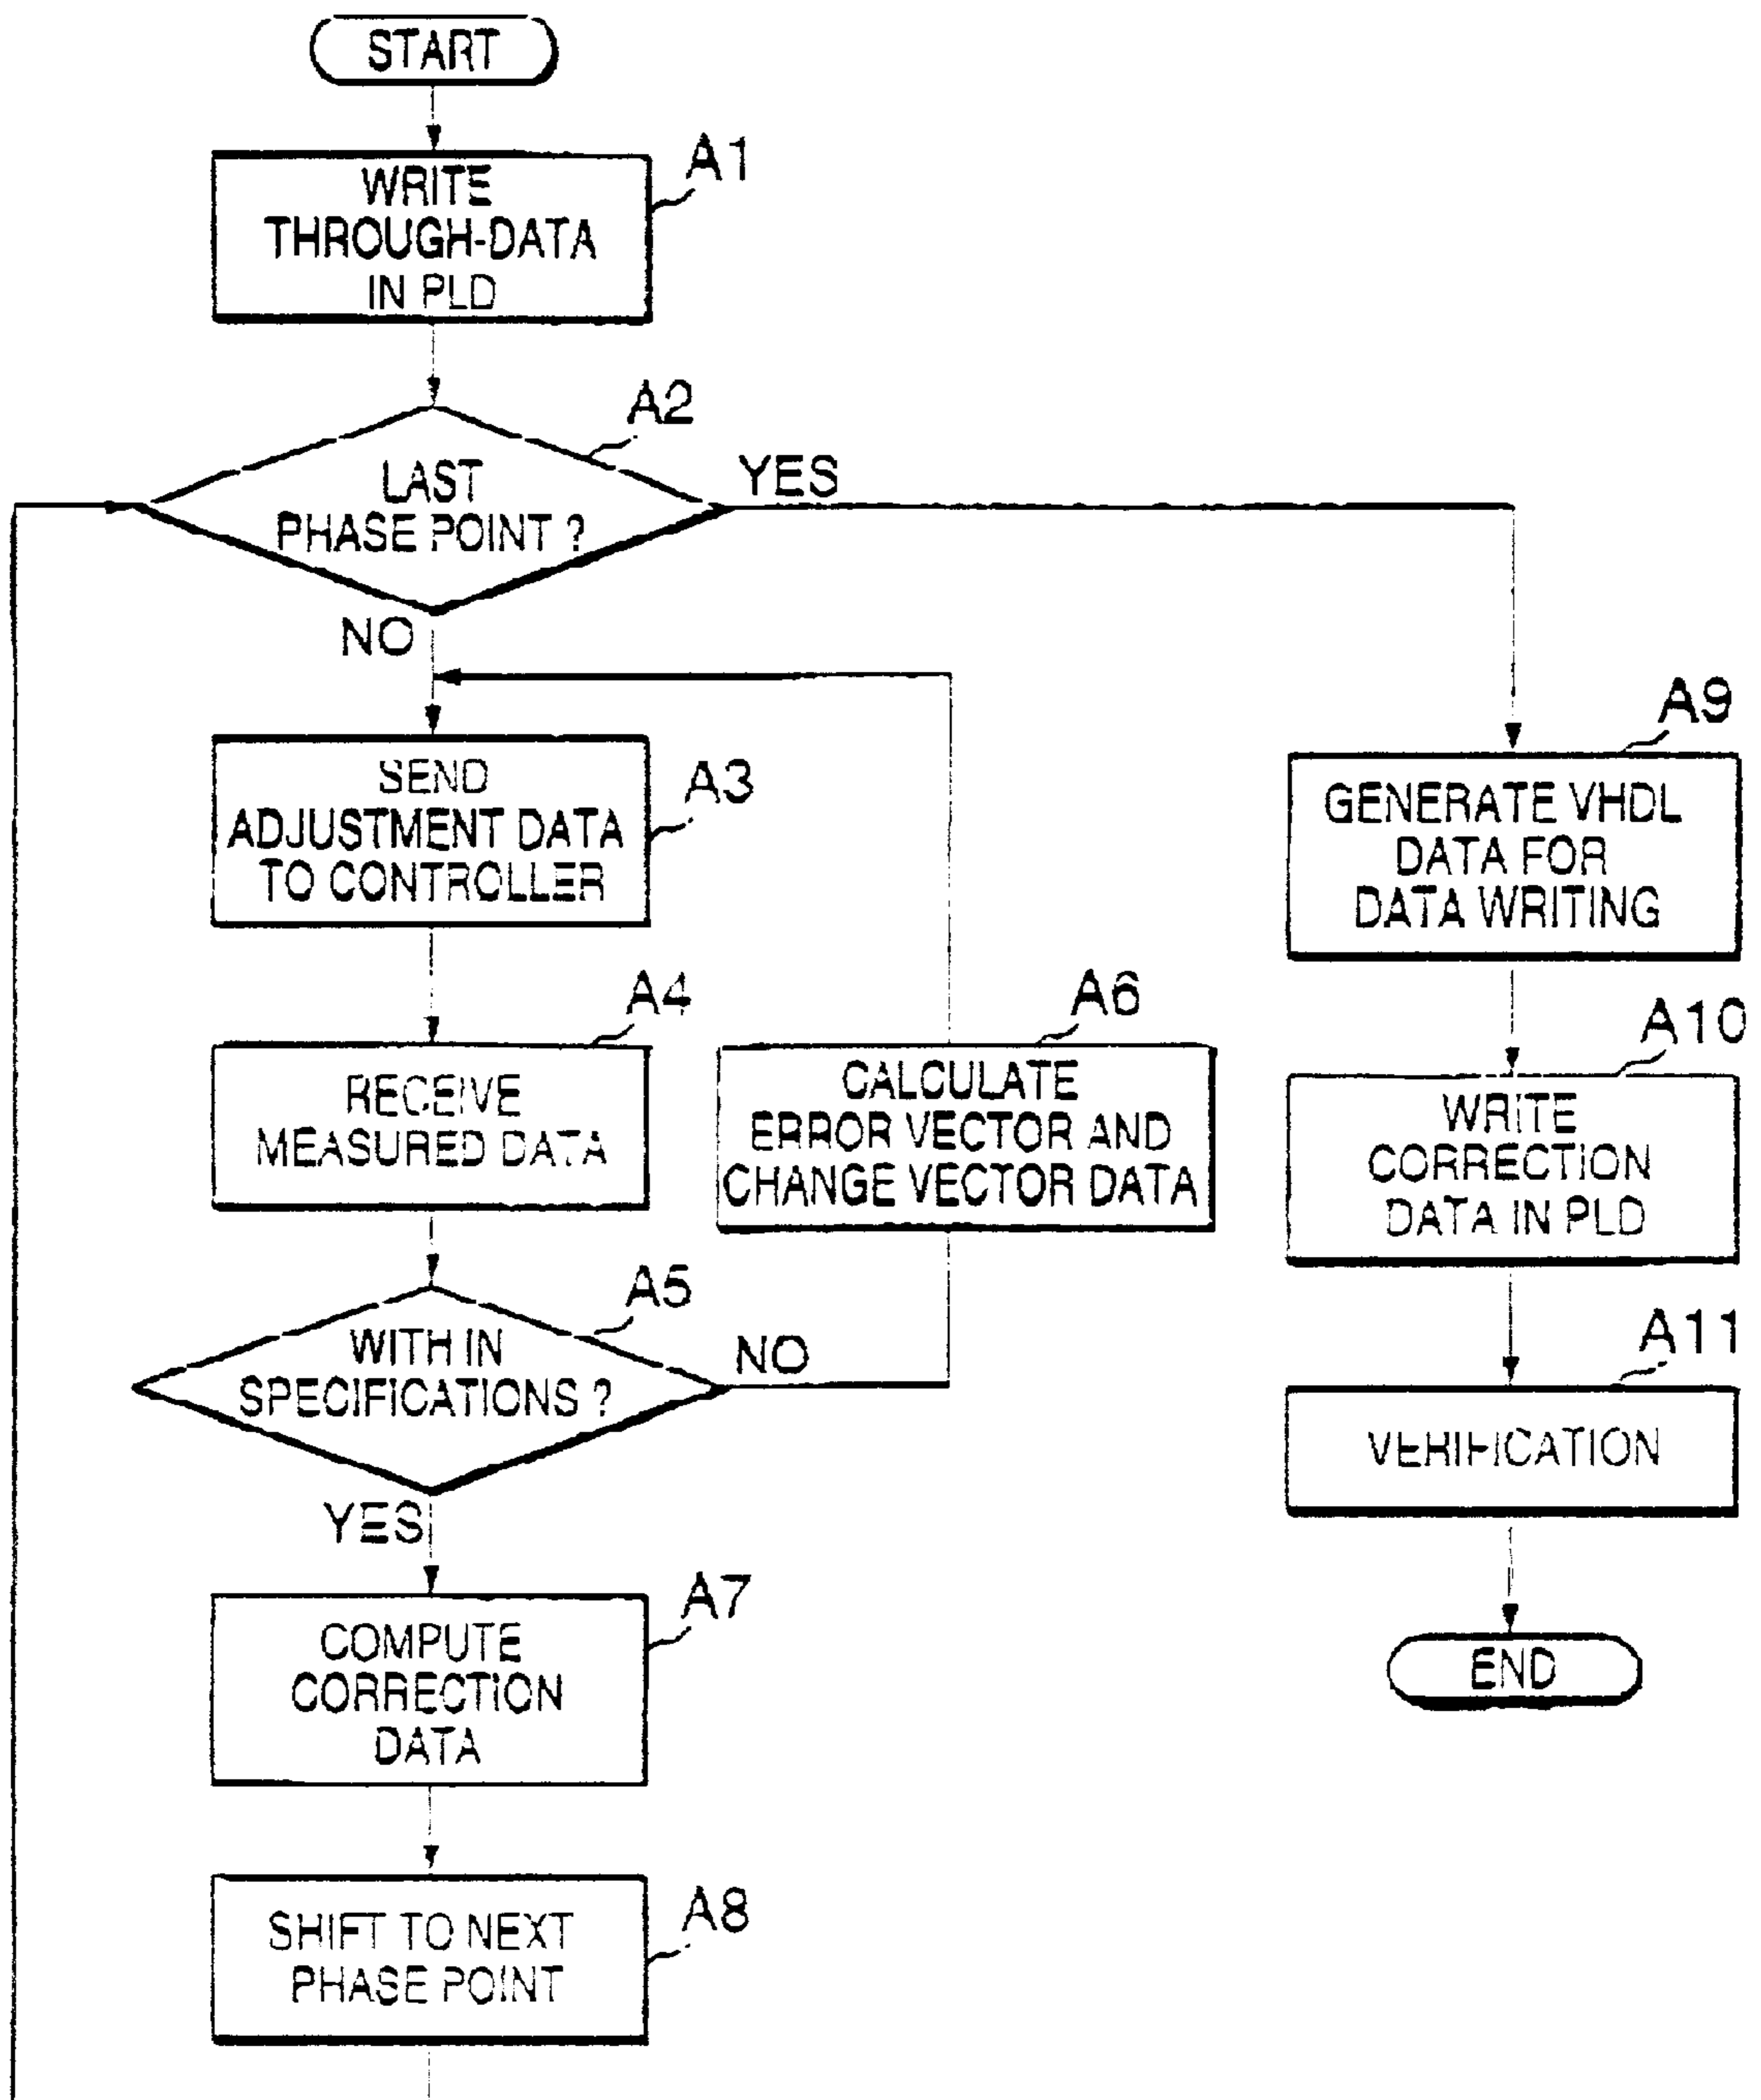 START
A1
WRITE
THROUGH-DATA
IN PLD
A2
LAST
PHASE POINT ?
YES
NO
A3
SEND
ADJUSTMENT DATA
TO CONTROLLER
A4
RECEIVE
MEASURED DATA
A5
WITH IN
SPECIFICATIONS ?
NO
YES
A6
CALCULATE
ERROR VECTOR AND
CHANGE VECTOR DATA
A7
COMPUTE
CORRECTION
DATA
A8
SHIFT TO NEXT
PHASE POINT
A9
GENERATE VHDL
DATA FOR
DATA WRITING
A10
WRITE
CORRECTION
DATA IN PLD
A11
VERIFICATION
END